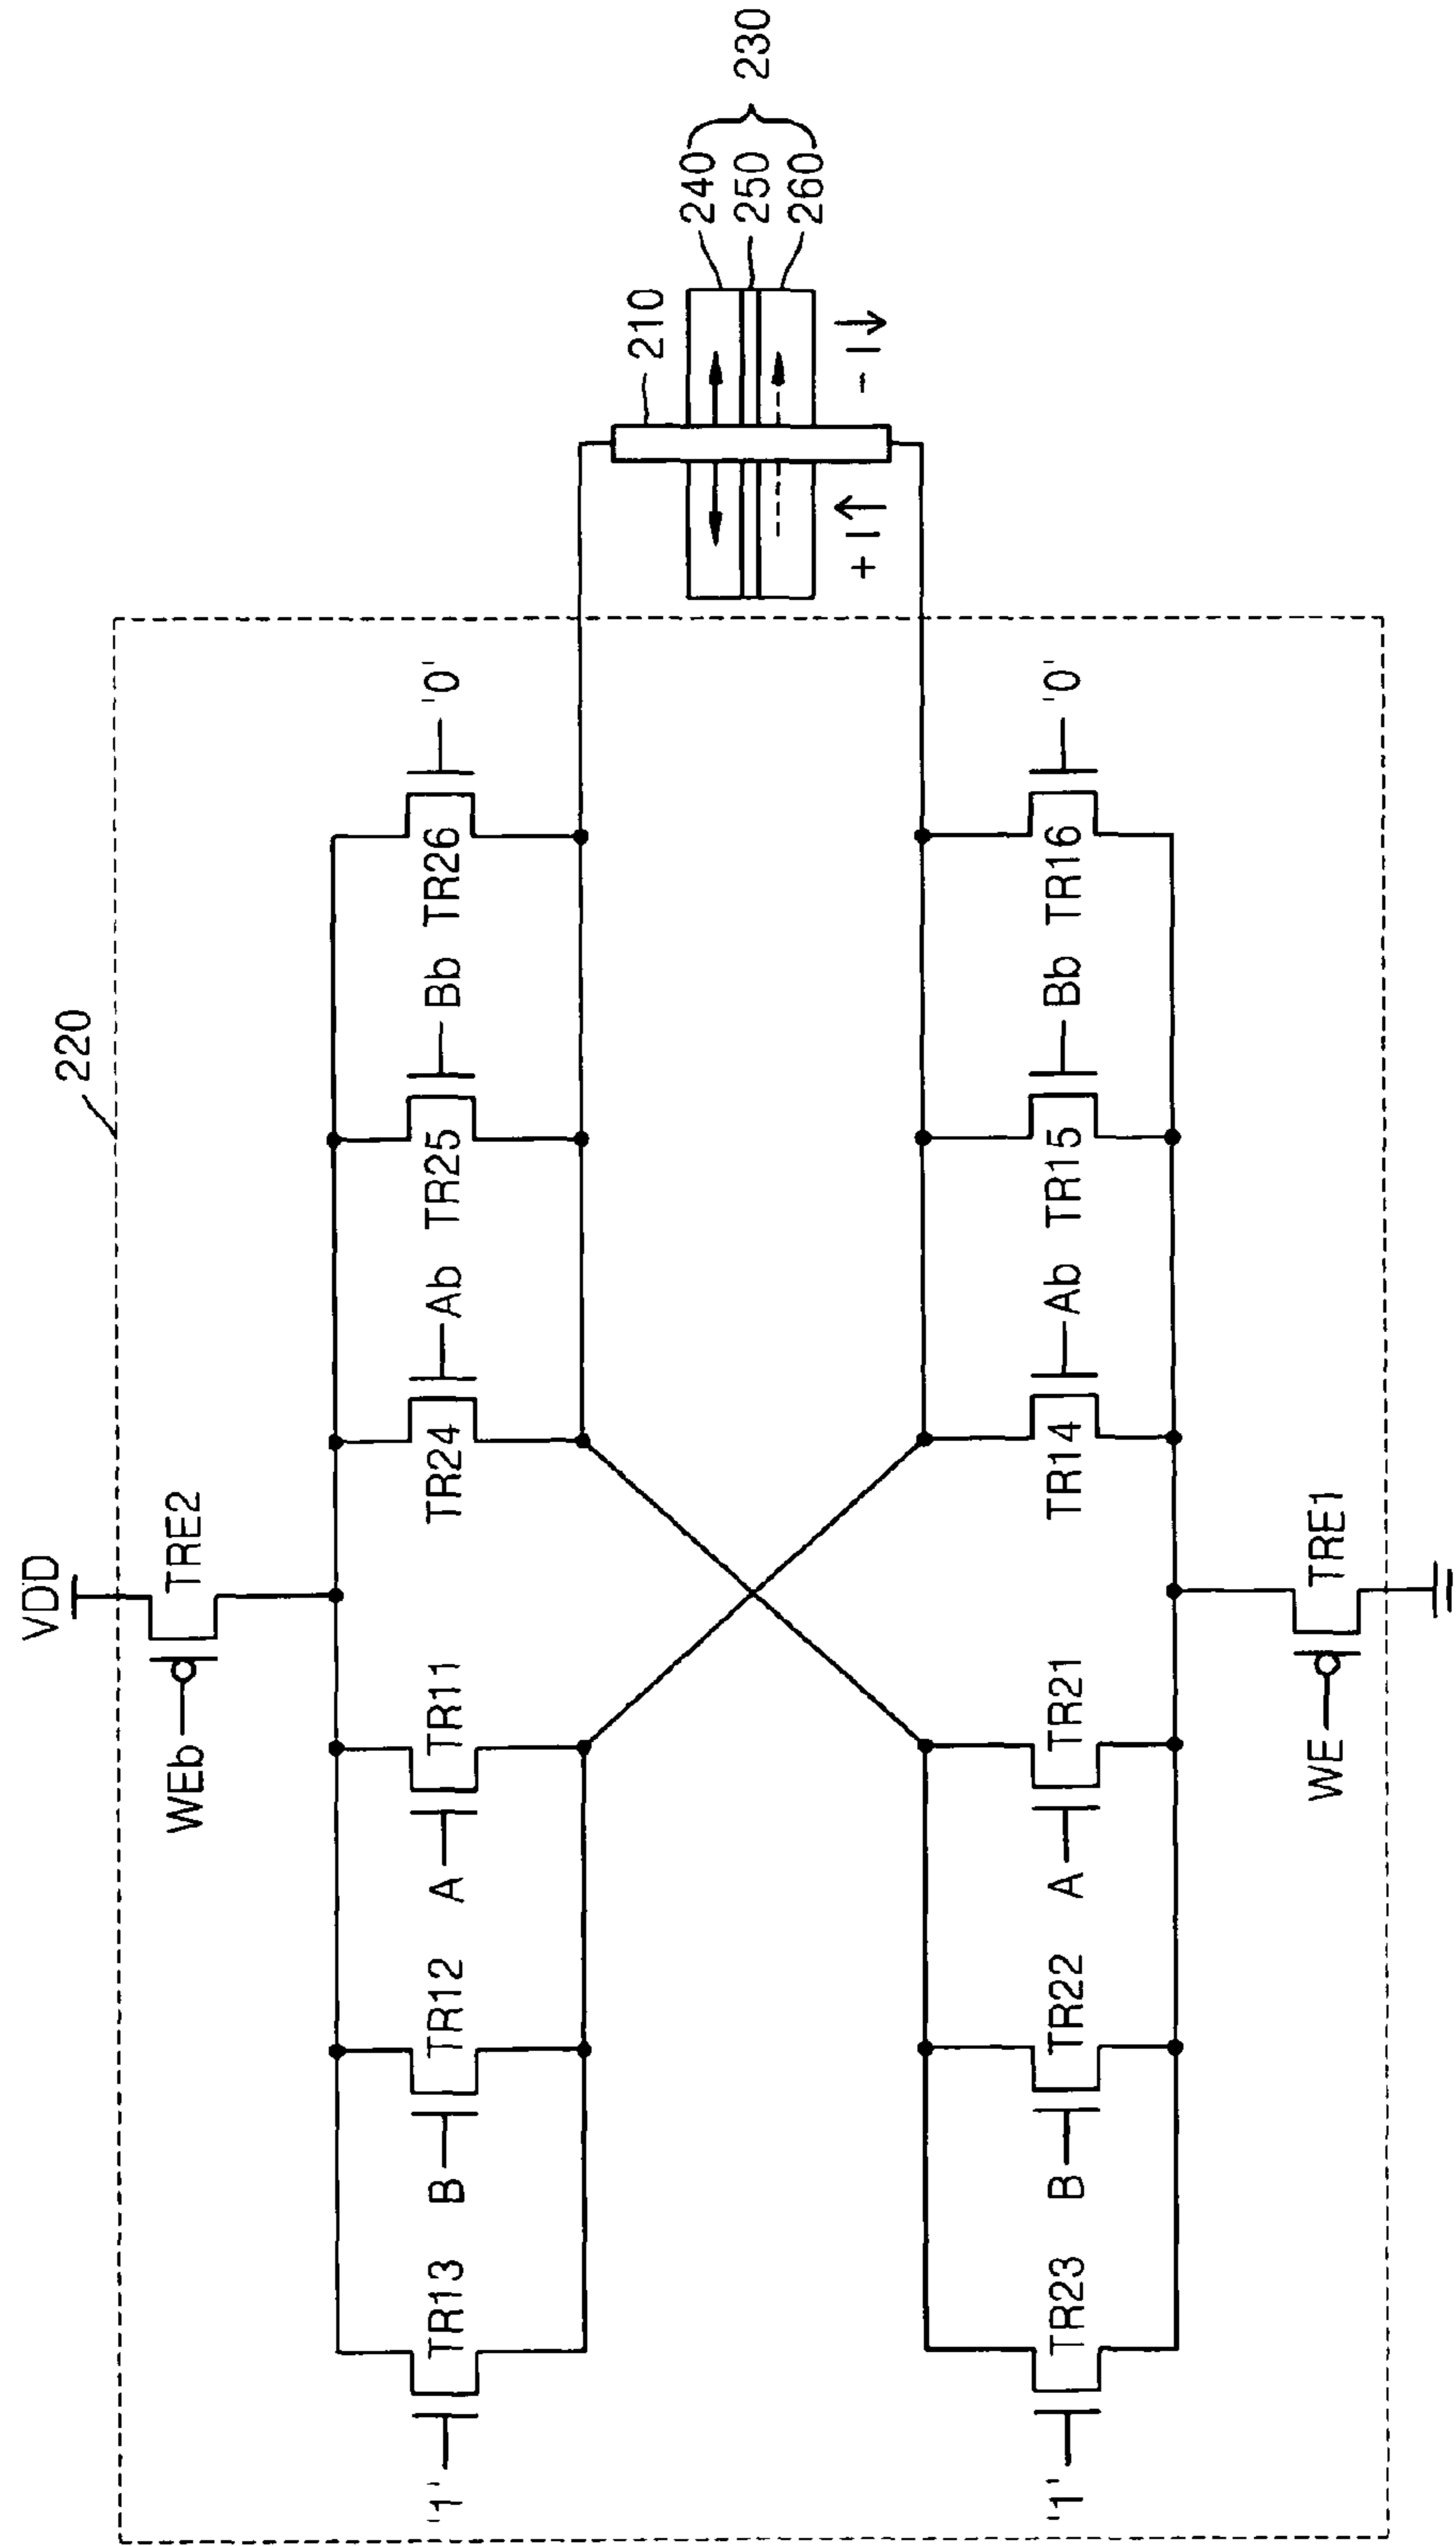 220
VDD
WEb
TRE2
'1'
TR13
B
TR12
A
TR11
TR24
Ab
TR25
Bb
TR26
'0'
210
240
250
260
230
+I
-I
'1'
TR23
B
TR22
A
TR21
TR14
Ab
TR15
Bb
TR16
'0'
WE
TRE1